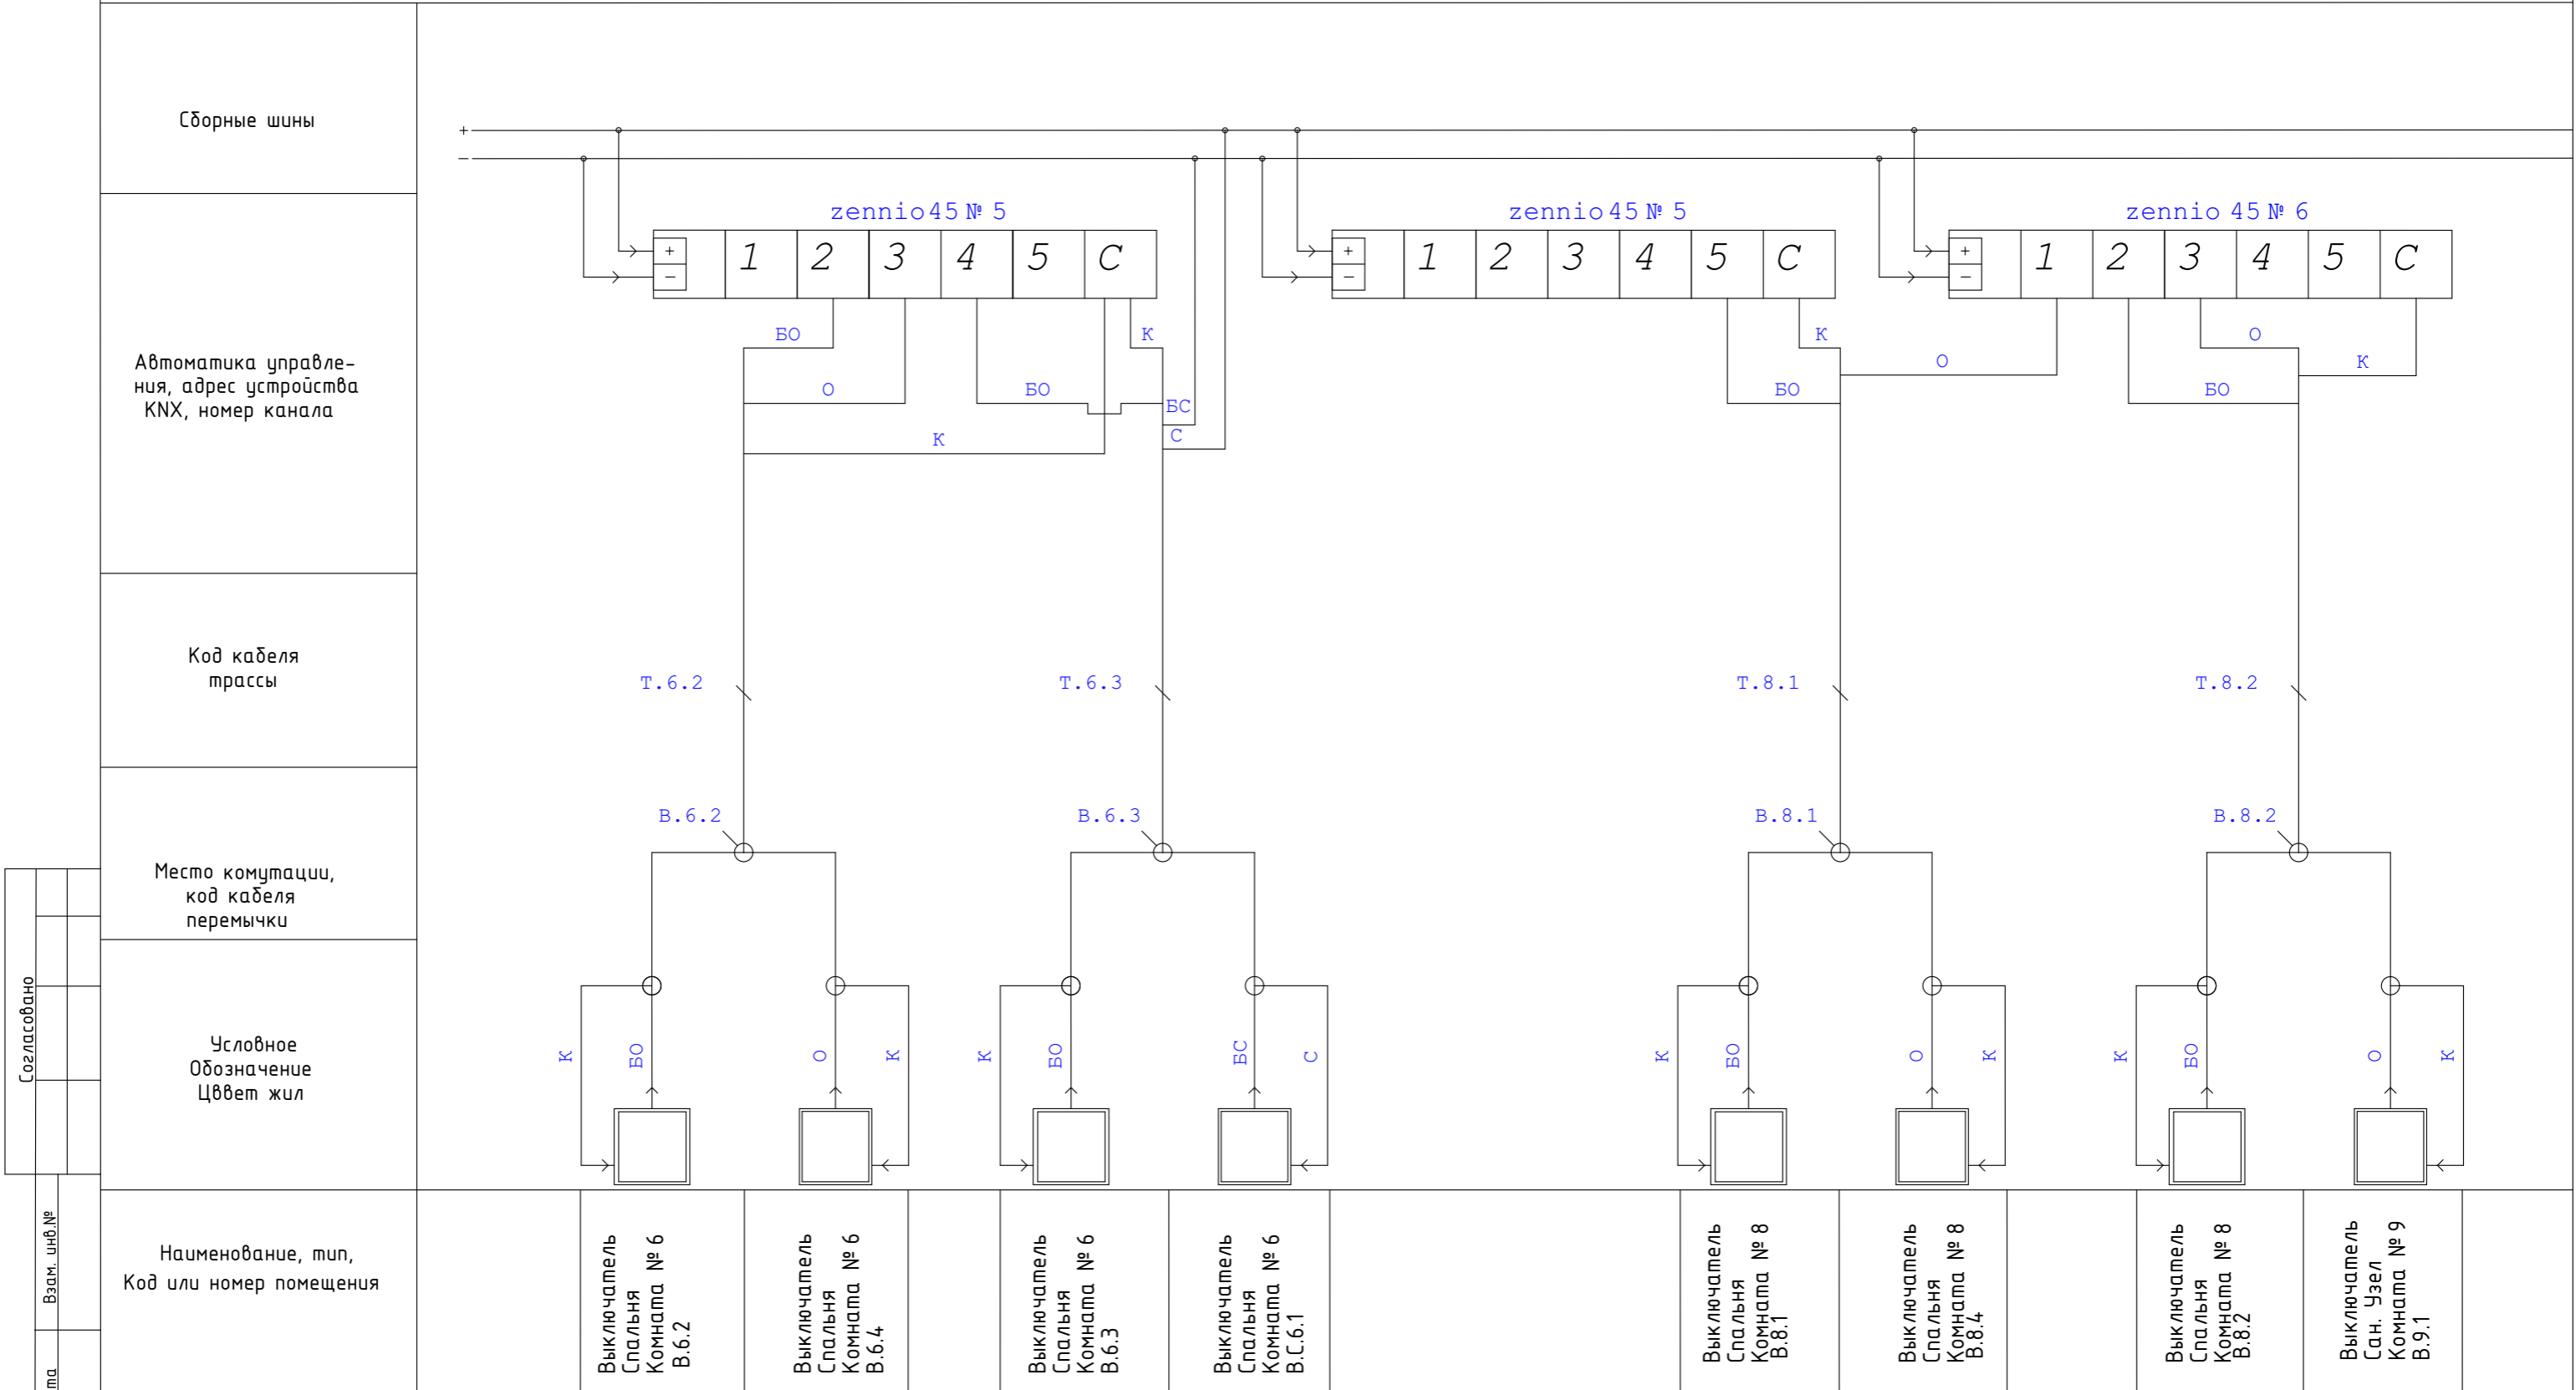 Сборные шины
+
−
zennio 45 № 5
zennio 45 № 5
zennio 45 № 6
+ 1 2 3 4 5 C
−
+ 1 2 3 4 5 C
−
+ 1 2 3 4 5 C
−
Автоматика управле-
ния, адрес устройства
KNX, номер канала
БО
К
О
БО
БС
К
С
К
О
БО
О
К
БО
Код кабеля
трассы
Т.6.2
Т.6.3
Т.8.1
Т.8.2
В.6.2
В.6.3
В.8.1
В.8.2
Место комутации,
код кабеля
перемычки
Условное
Обозначение
Цввет жил
К
БО
О
К
К
БО
БС
С
К
БО
О
К
К
БО
О
К
Наименование, тип,
Код или номер помещения
Выключатель
Спальня
Комната № 6
В.6.2
Выключатель
Спальня
Комната № 6
В.6.4
Выключатель
Спальня
Комната № 6
В.6.3
Выключатель
Спальня
Комната № 6
В.С.6.1
Выключатель
Спальня
Комната № 8
В.8.1
Выключатель
Спальня
Комната № 8
В.8.4
Выключатель
Спальня
Комната № 8
В.8.2
Выключатель
Сан. Узел
Комната № 9
В.9.1
Согласовано
Взам. инв.№
та